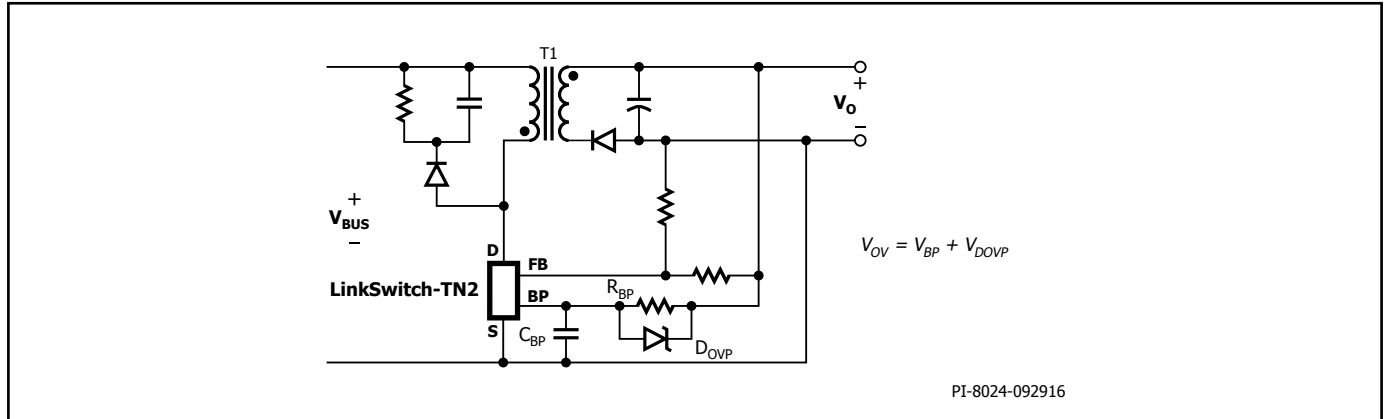 T1
+
V_O
−
+
V_BUS
−
V_OV = V_BP + V_DOVP
D
FB
LinkSwitch-TN2
R_BP
BP
S
C_BP
D_OVP
PI-8024-092916